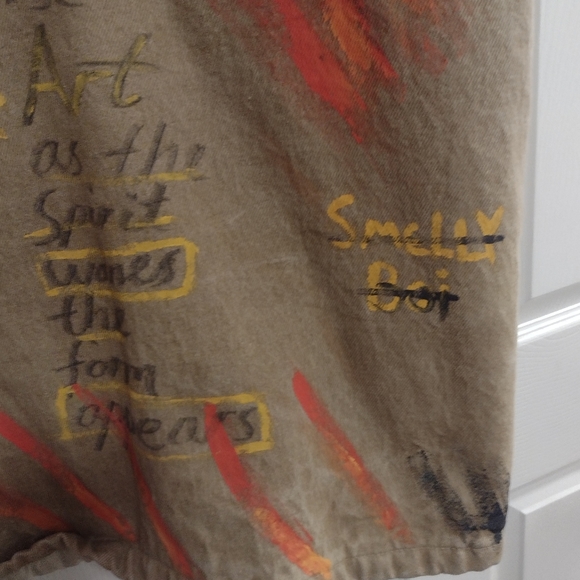 Art
as the
Spirit
wanes
the
form
appears
Smelly
Boi